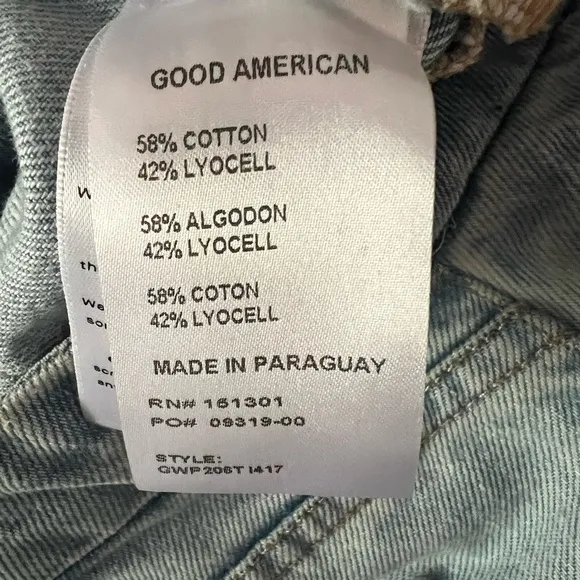 GOOD AMERICAN
58% COTTON
42% LYOCELL
58% ALGODON
42% LYOCELL
58% COTON
42% LYOCELL
MADE IN PARAGUAY
RN# 161301
PO# 09319-00
STYLE:
GWP206T I417